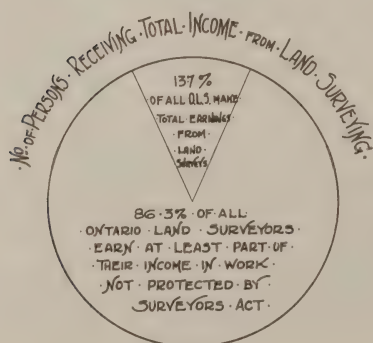 ·No. OF·PERSONS·RECEIVING·TOTAL·INCOME·FROM·LAND·SURVEYING·
137%
OF ALL O.L.S. MAKE
TOTAL EARNINGS
·FROM·
·LAND·
SURVEYS
86·3%·OF·ALL
·ONTARIO·LAND·SURVEYORS·
·EARN·AT·LEAST·PART·OF·
·THEIR·INCOME·IN·WORK·
·NOT·PROTECTED·BY·
SURVEYORS·ACT·